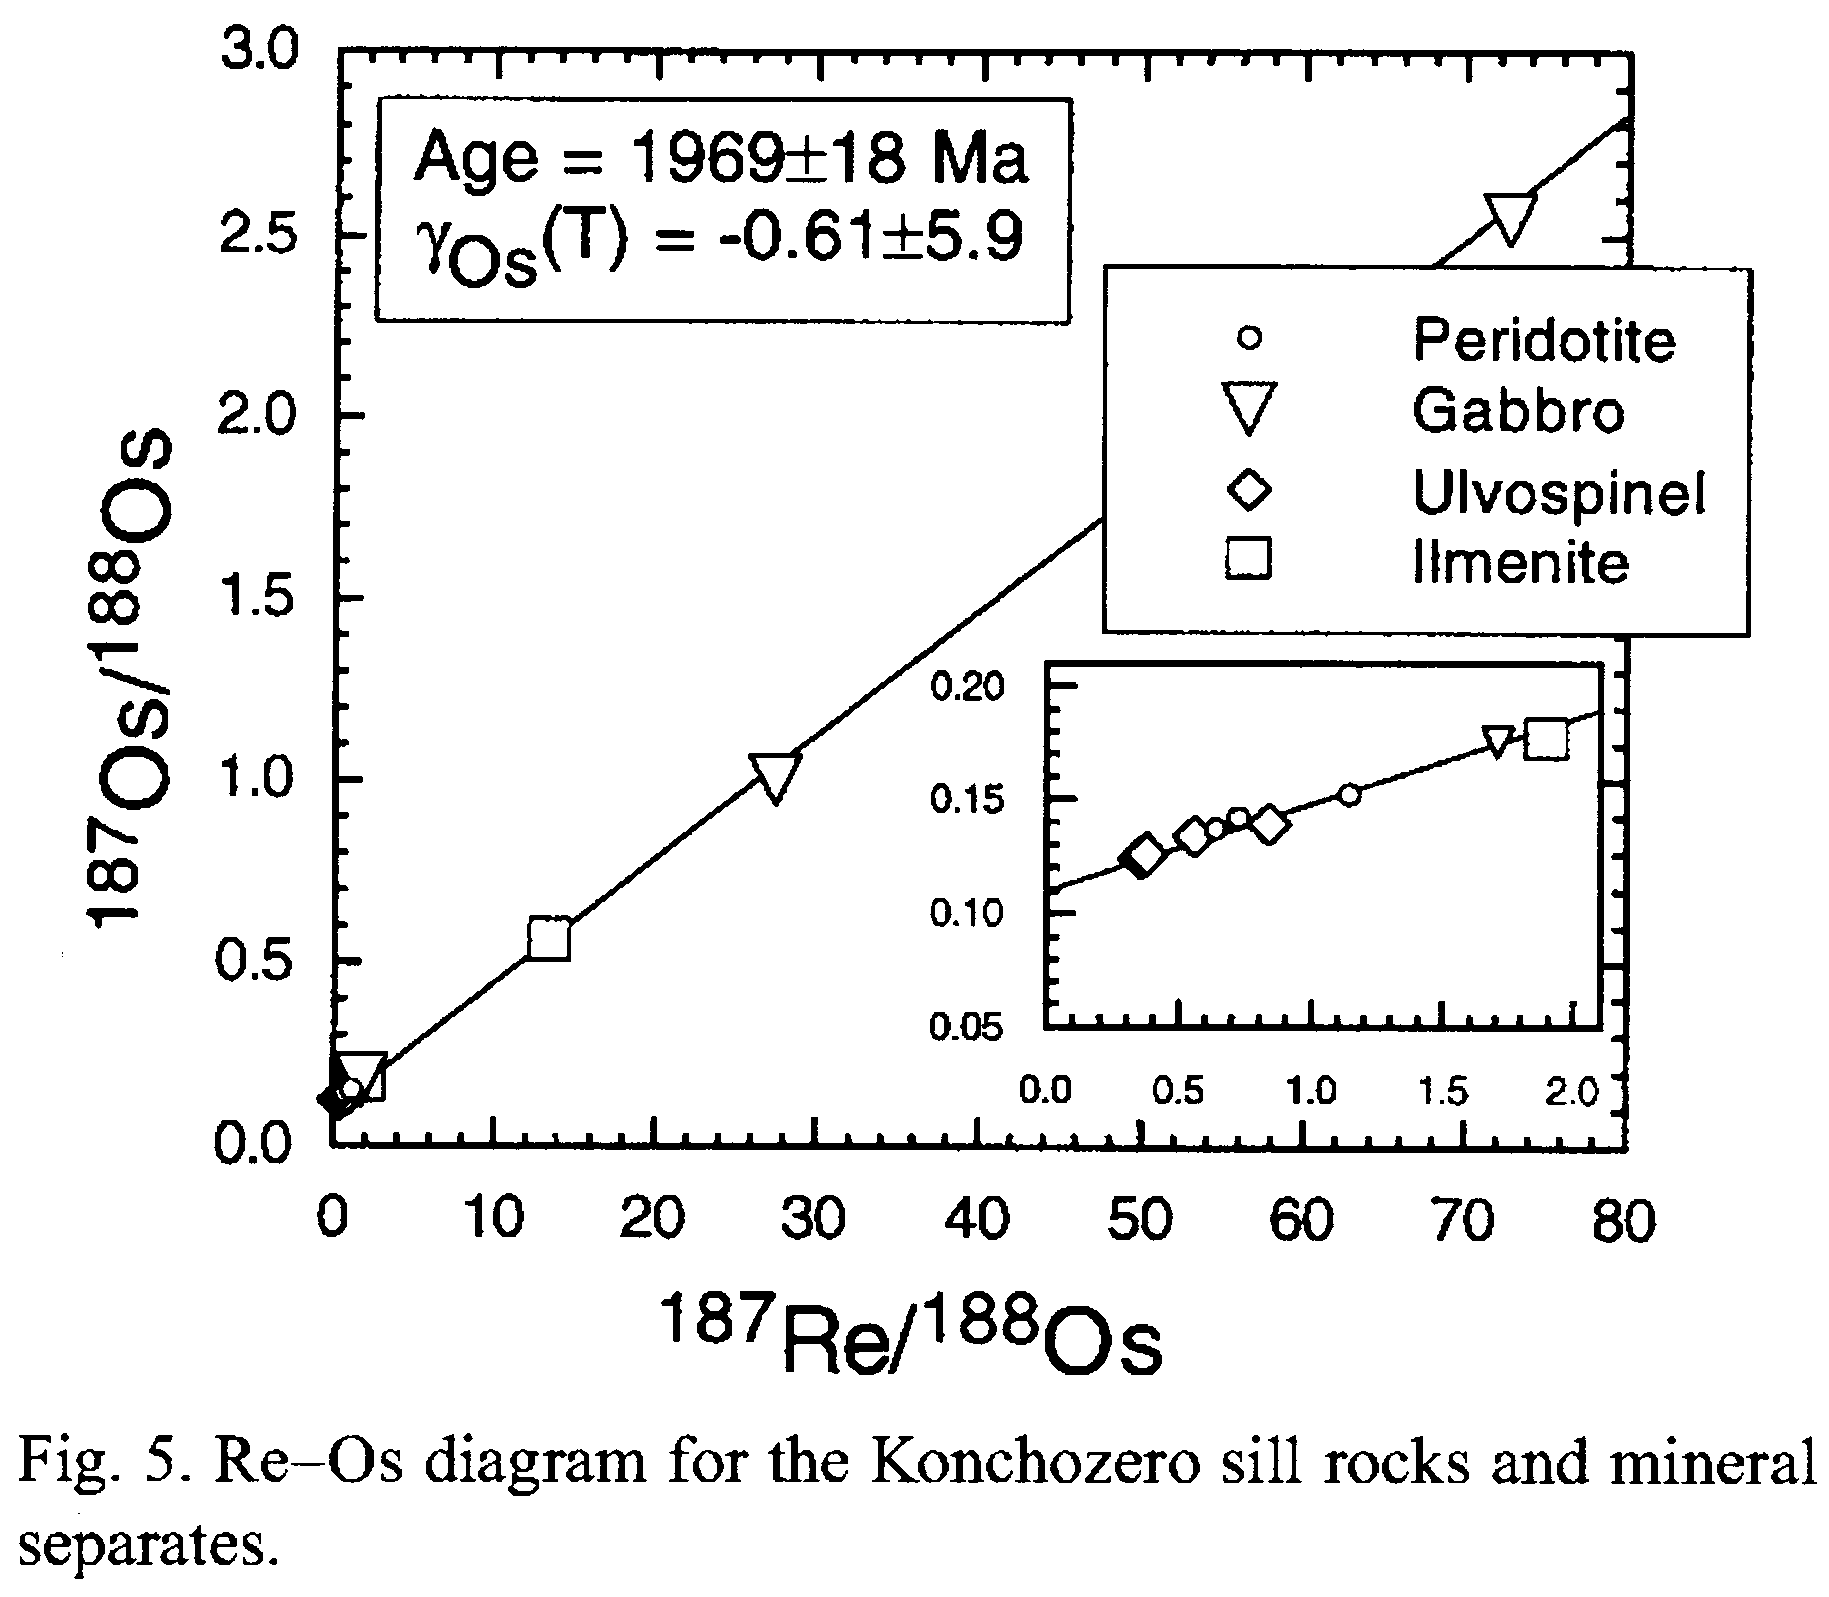 3.0
2.5
2.0
1.5
1.0
0.5
0.0
187Os/188Os
Age = 1969±18 Ma
γOs(T) = -0.61±5.9
Peridotite
Gabbro
Ulvospinel
Ilmenite
0.20
0.15
0.10
0.05
0.0 0.5 1.0 1.5 2.0
0 10 20 30 40 50 60 70 80
187Re/188Os
Fig. 5. Re–Os diagram for the Konchozero sill rocks and mineral
separates.